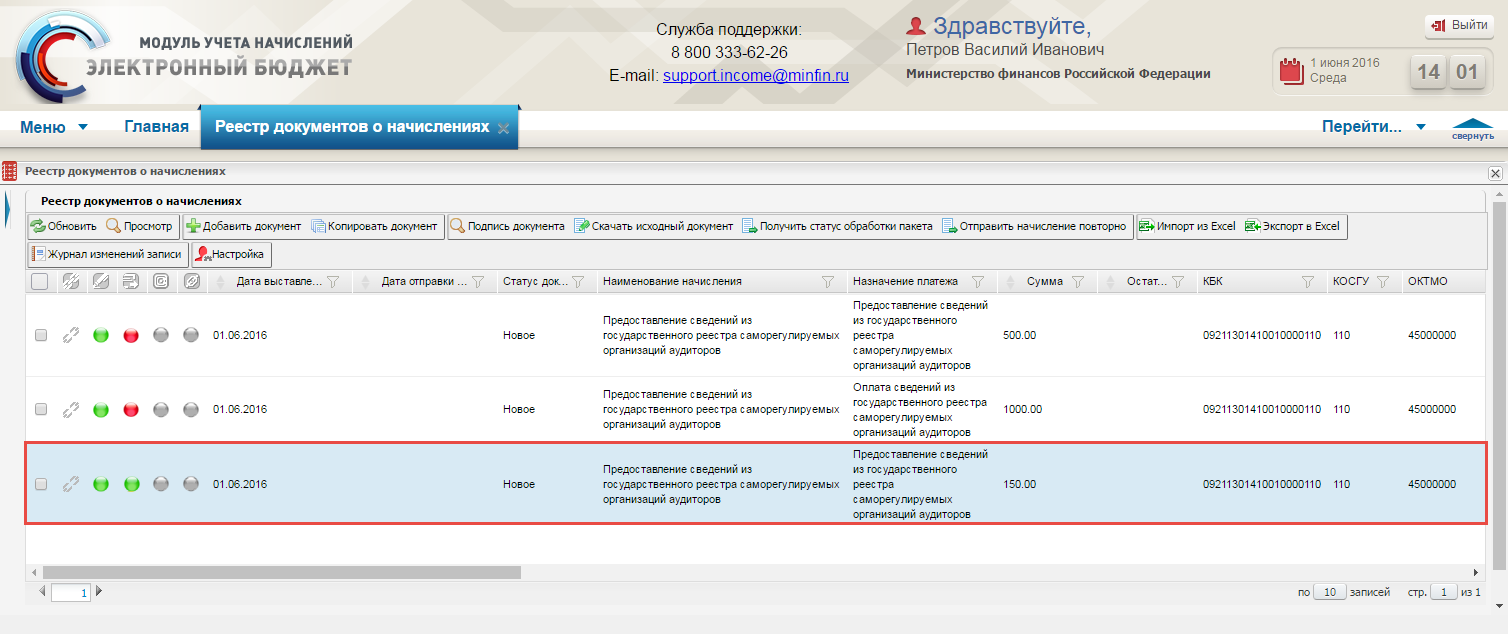 МОДУЛЬ УЧЕТА НАЧИСЛЕНИЙ
ЭЛЕКТРОННЫЙ БЮДЖЕТ
Служба поддержки:
8 800 333-62-26
E-mail: support.income@minfin.ru
Здравствуйте,
Петров Василий Иванович
Министерство финансов Российской Федерации
Выйти
1 июня 2016
Среда
14 01
Меню Главная Реестр документов о начислениях Перейти...
свернуть
Реестр документов о начислениях
Реестр документов о начислениях
Обновить Просмотр Добавить документ Копировать документ Подпись документа Скачать исходный документ Получить статус обработки пакета Отправить начисление повторно Импорт из Excel Экспорт в Excel
Журнал изменений записи Настройка
Дата выставле... Дата отправки ... Статус док... Наименование начисления Назначение платежа Сумма Остат... КБК КОСГУ ОКТМО
01.06.2016 Новое
Предоставление сведений из
государственного реестра саморегулируемых
организаций аудиторов
Предоставление сведений
из государственного
реестра
саморегулируемых
организаций аудиторов
500.00 09211301410010000110 110 45000000
01.06.2016 Новое
Предоставление сведений из
государственного реестра саморегулируемых
организаций аудиторов
Оплата сведений из
государственного реестра
саморегулируемых
организаций аудиторов
1000.00 09211301410010000110 110 45000000
01.06.2016 Новое
Предоставление сведений из
государственного реестра саморегулируемых
организаций аудиторов
Предоставление сведений
из государственного
реестра
саморегулируемых
организаций аудиторов
150.00 09211301410010000110 110 45000000
1
по 10 записей стр. 1 из 1